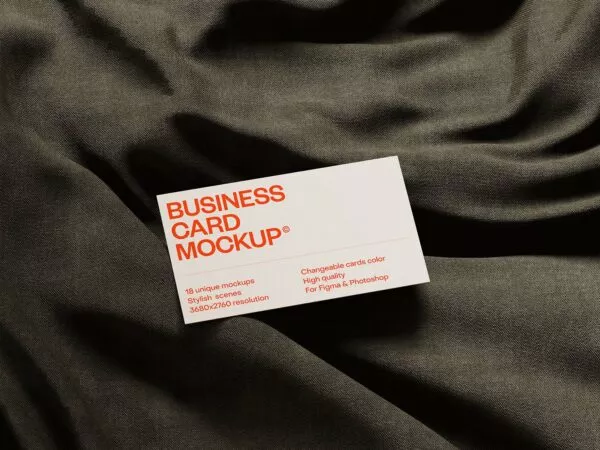 BUSINESS
CARD
MOCKUP©
18 unique mockups
Stylish scenes
3680x2760 resolution
Changeable cards color
High quality
For Figma & Photoshop